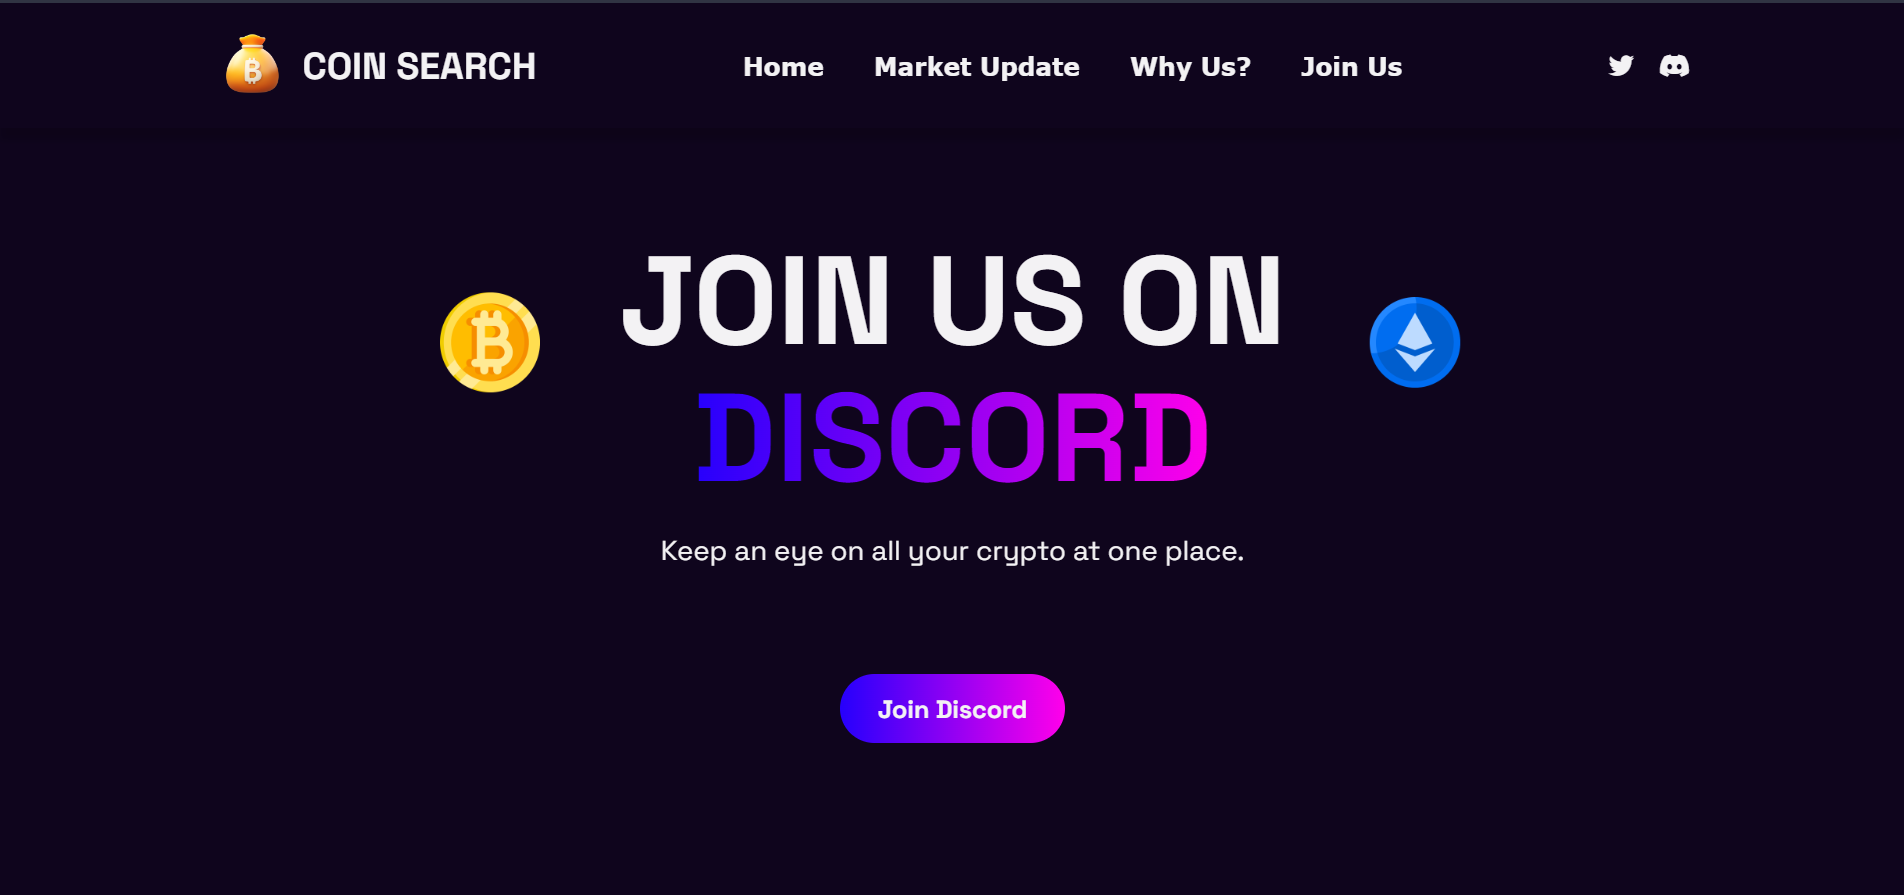 COIN SEARCH
Home Market Update Why Us? Join Us
JOIN US ON
DISCORD
Keep an eye on all your crypto at one place.
Join Discord